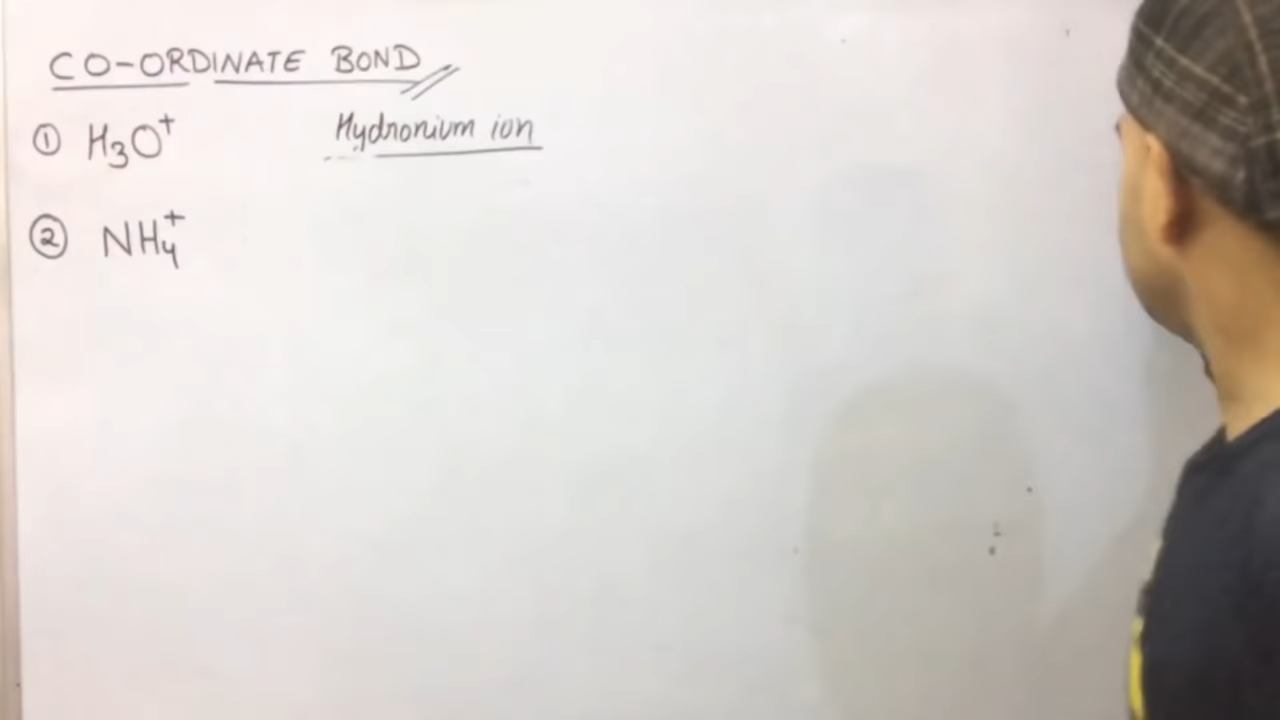 CO-ORDINATE BOND
① H₃O⁺ Hydronium ion
② NH₄⁺